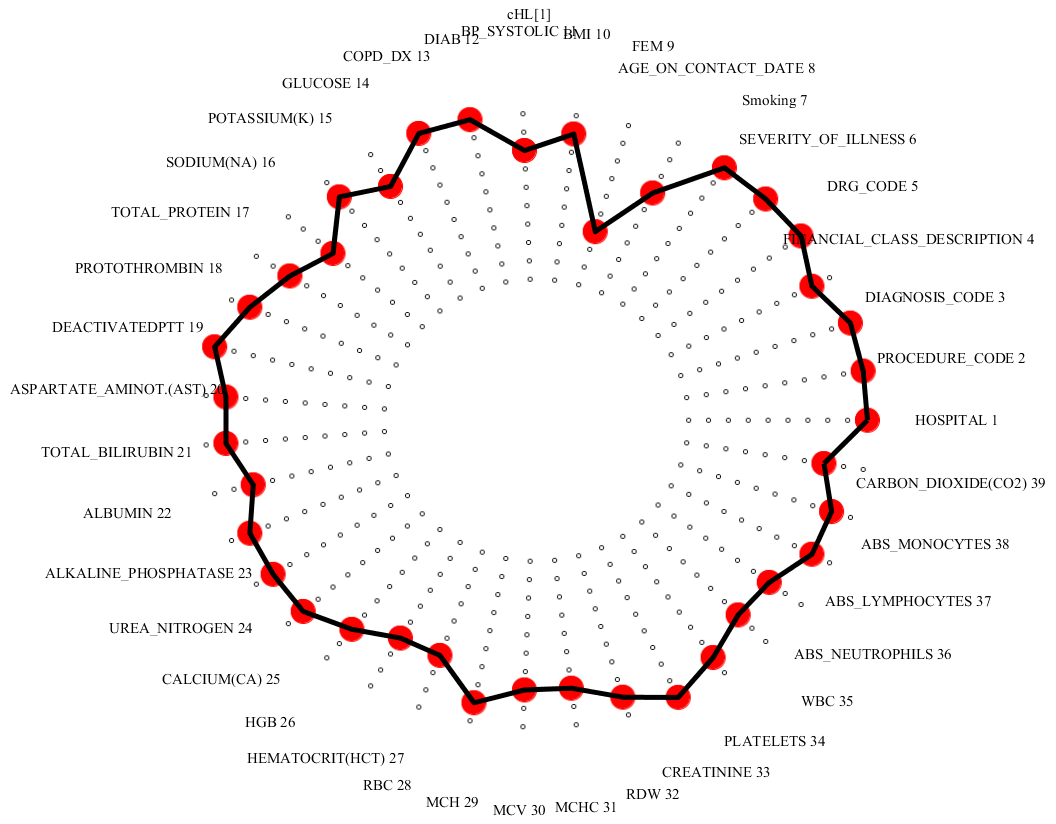 cHL[1]
BP_SYSTOLIC 11
BMI 10
DIAB 12
FEM 9
COPD_DX 13
AGE_ON_CONTACT_DATE 8
GLUCOSE 14
Smoking 7
POTASSIUM(K) 15
SEVERITY_OF_ILLNESS 6
SODIUM(NA) 16
DRG_CODE 5
TOTAL_PROTEIN 17
FINANCIAL_CLASS_DESCRIPTION 4
PROTOTHROMBIN 18
DIAGNOSIS_CODE 3
DEACTIVATEDPTT 19
PROCEDURE_CODE 2
ASPARTATE_AMINOT.(AST) 20
HOSPITAL 1
TOTAL_BILIRUBIN 21
CARBON_DIOXIDE(CO2) 39
ALBUMIN 22
ABS_MONOCYTES 38
ALKALINE_PHOSPHATASE 23
ABS_LYMPHOCYTES 37
UREA_NITROGEN 24
ABS_NEUTROPHILS 36
CALCIUM(CA) 25
WBC 35
HGB 26
PLATELETS 34
HEMATOCRIT(HCT) 27
CREATININE 33
RBC 28
RDW 32
MCH 29
MCV 30
MCHC 31